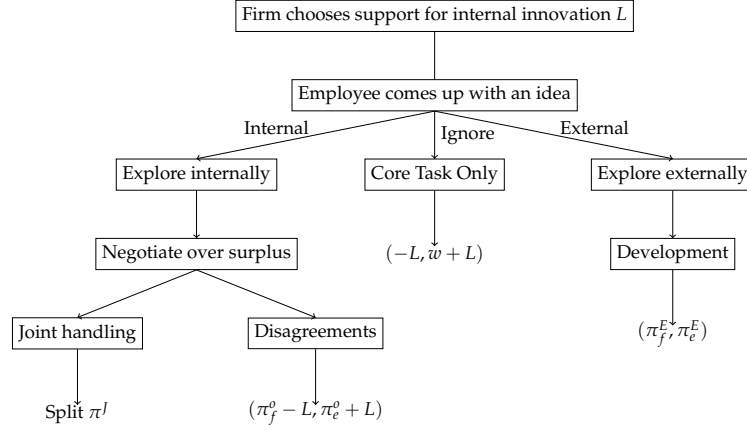 Firm chooses support for internal innovation L
Employee comes up with an idea
Internal
Ignore
External
Explore internally
Core Task Only
Explore externally
Negotiate over surplus
(−L, w + L)
Development
Joint handling
Disagreements
(π_f^E, π_e^E)
Split π^J
(π_f^o − L, π_e^o + L)